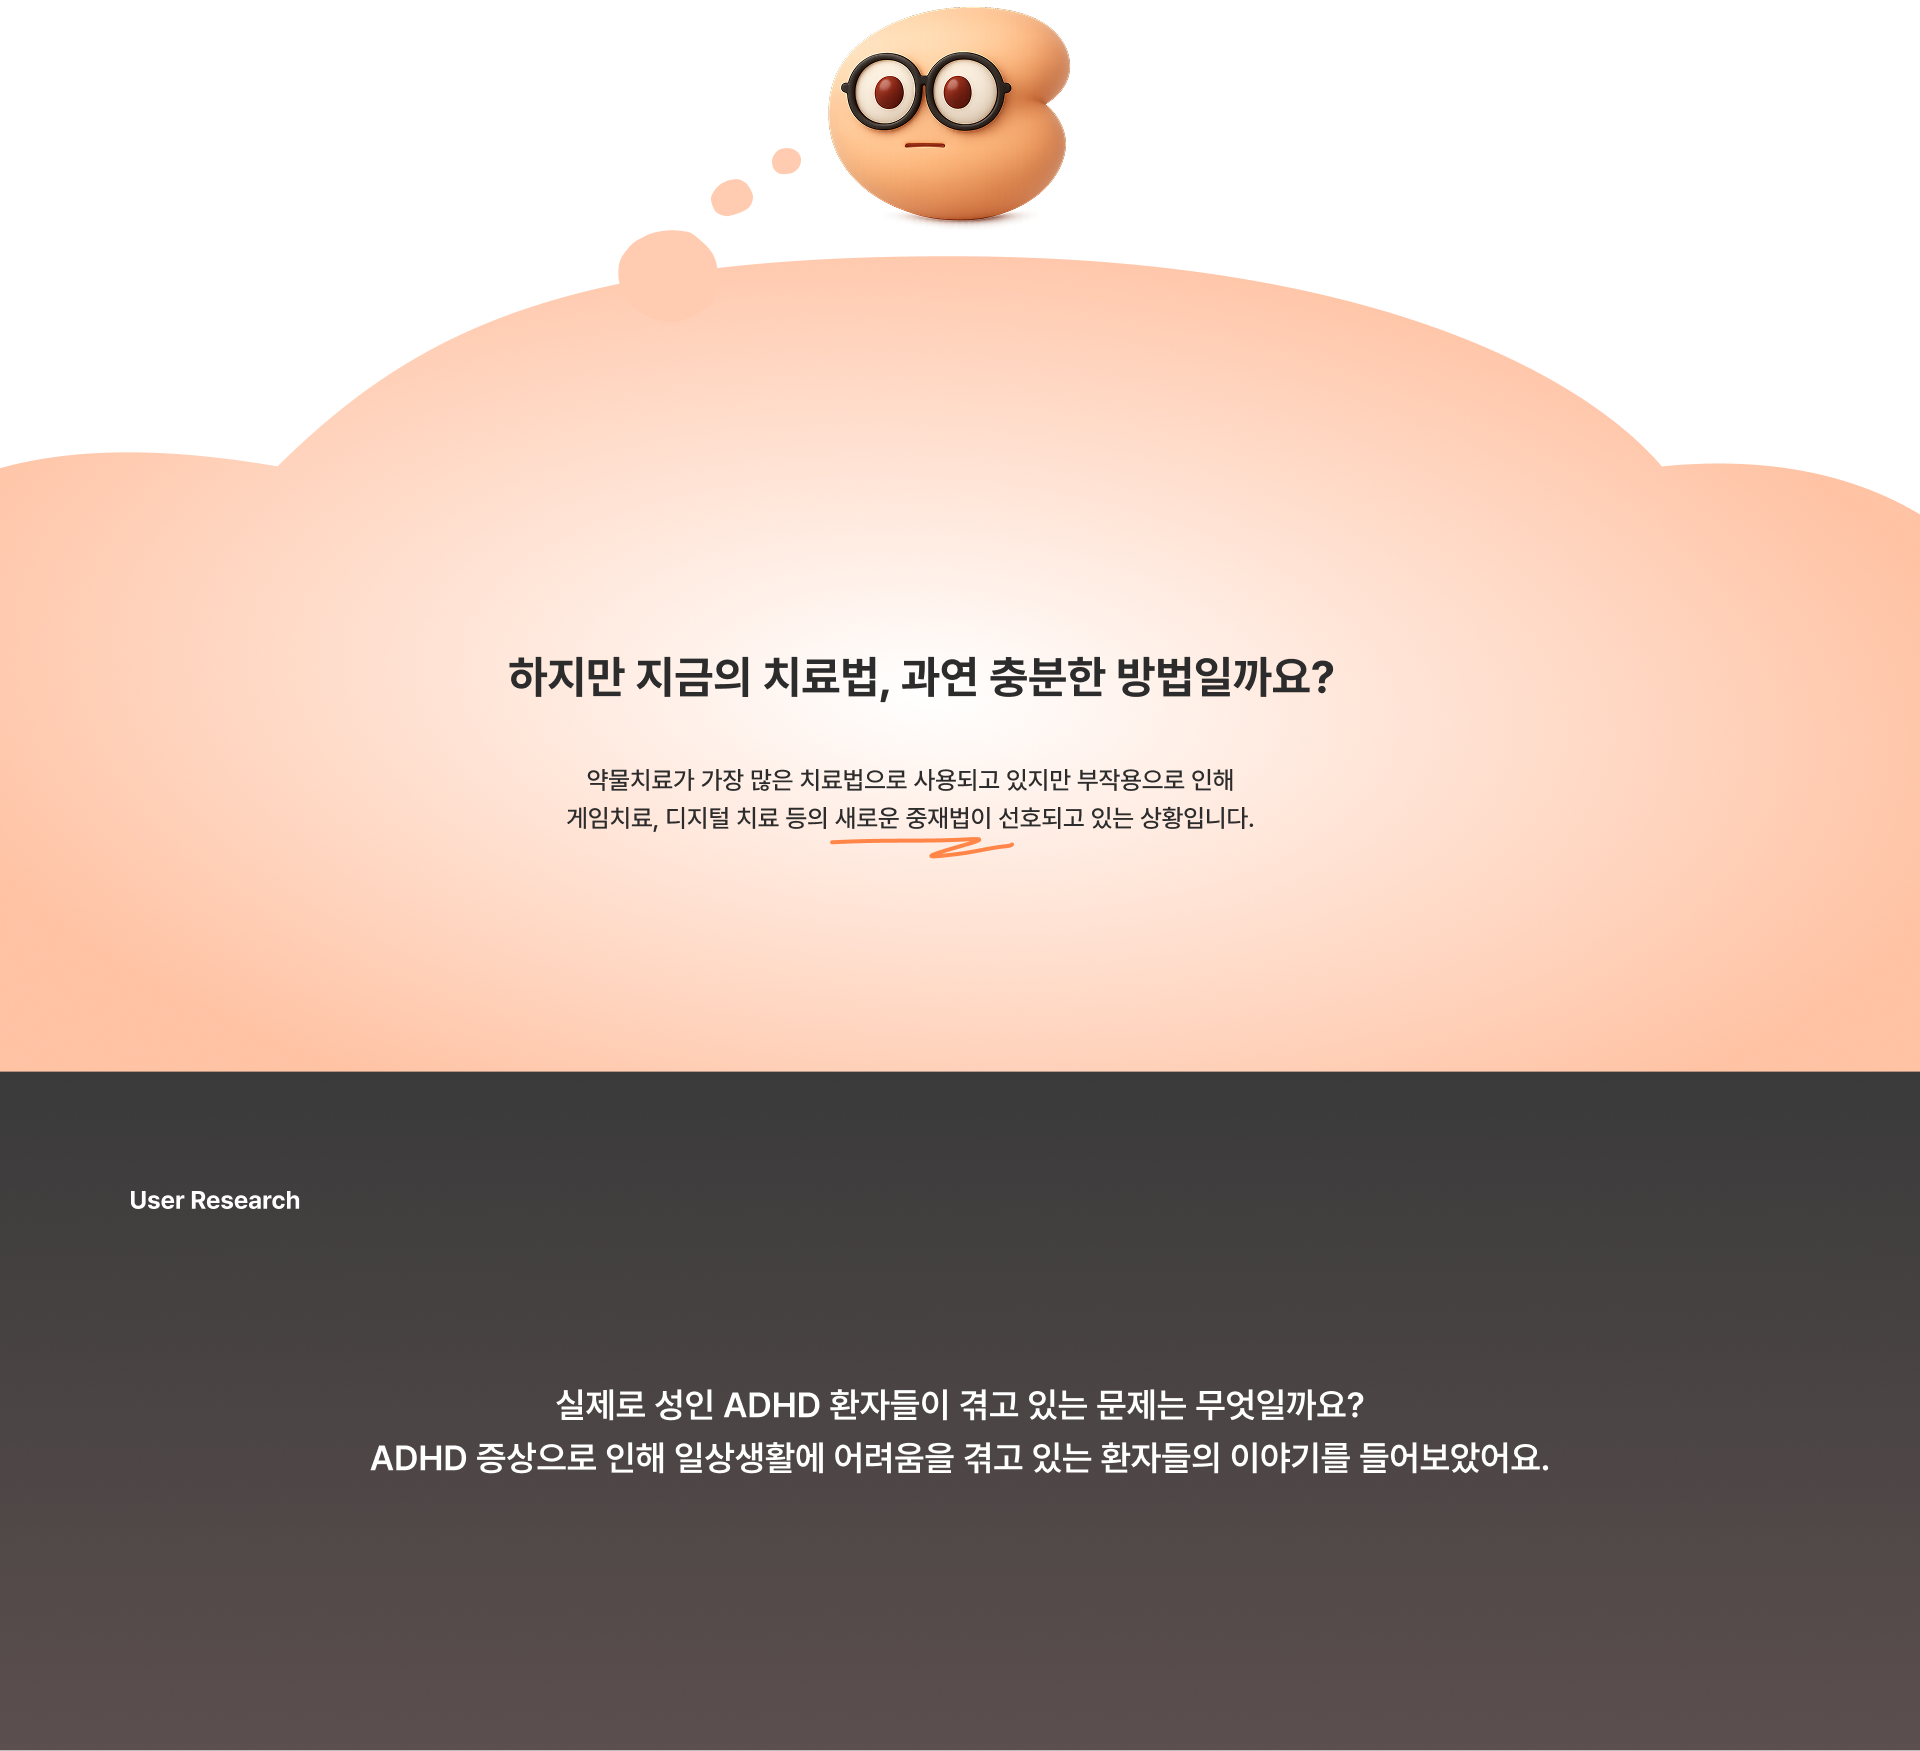 하지만 지금의 치료법, 과연 충분한 방법일까요?
약물치료가 가장 많은 치료법으로 사용되고 있지만 부작용으로 인해
게임치료, 디지털 치료 등의 새로운 중재법이 선호되고 있는 상황입니다.
User Research
실제로 성인 ADHD 환자들이 겪고 있는 문제는 무엇일까요?
ADHD 증상으로 인해 일상생활에 어려움을 겪고 있는 환자들의 이야기를 들어보았어요.